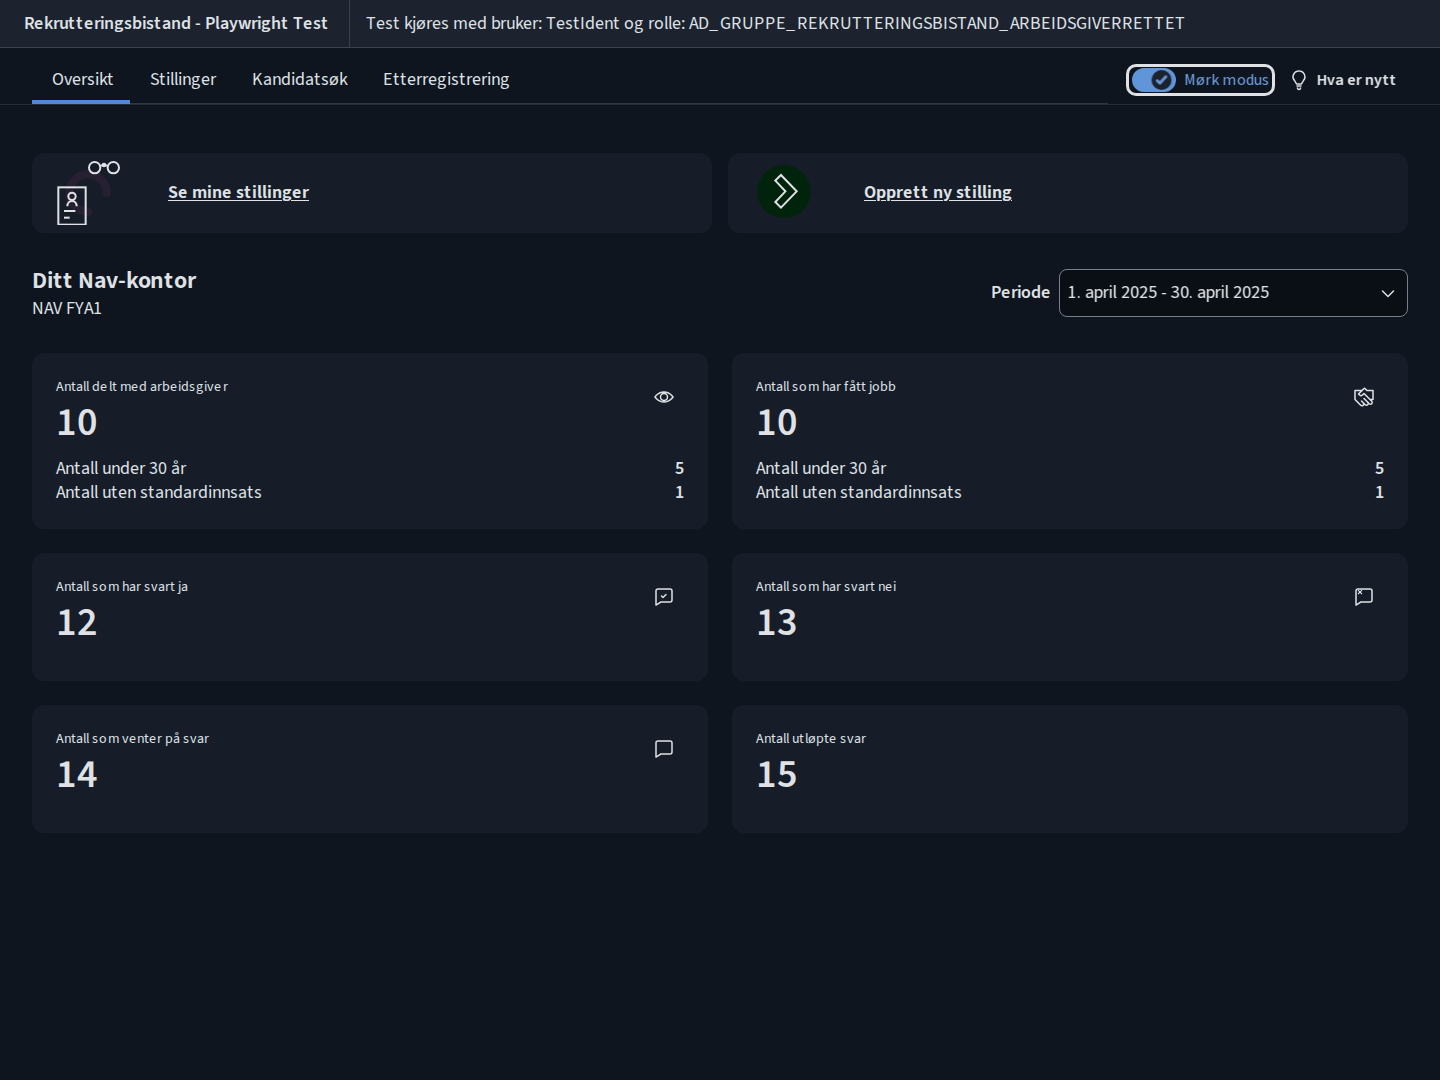 Rekrutteringsbistand - Playwright Test
Test kjøres med bruker: TestIdent og rolle: AD_GRUPPE_REKRUTTERINGSBISTAND_ARBEIDSGIVERRETTET
Oversikt
Stillinger
Kandidatsøk
Etterregistrering
Mørk modus
Hva er nytt
Se mine stillinger
Opprett ny stilling
Ditt Nav-kontor
NAV FYA1
Periode
1. april 2025 - 30. april 2025
Antall delt med arbeidsgiver
10
Antall under 30 år 5
Antall uten standardinnsats 1
Antall som har fått jobb
10
Antall under 30 år 5
Antall uten standardinnsats 1
Antall som har svart ja
12
Antall som har svart nei
13
Antall som venter på svar
14
Antall utløpte svar
15